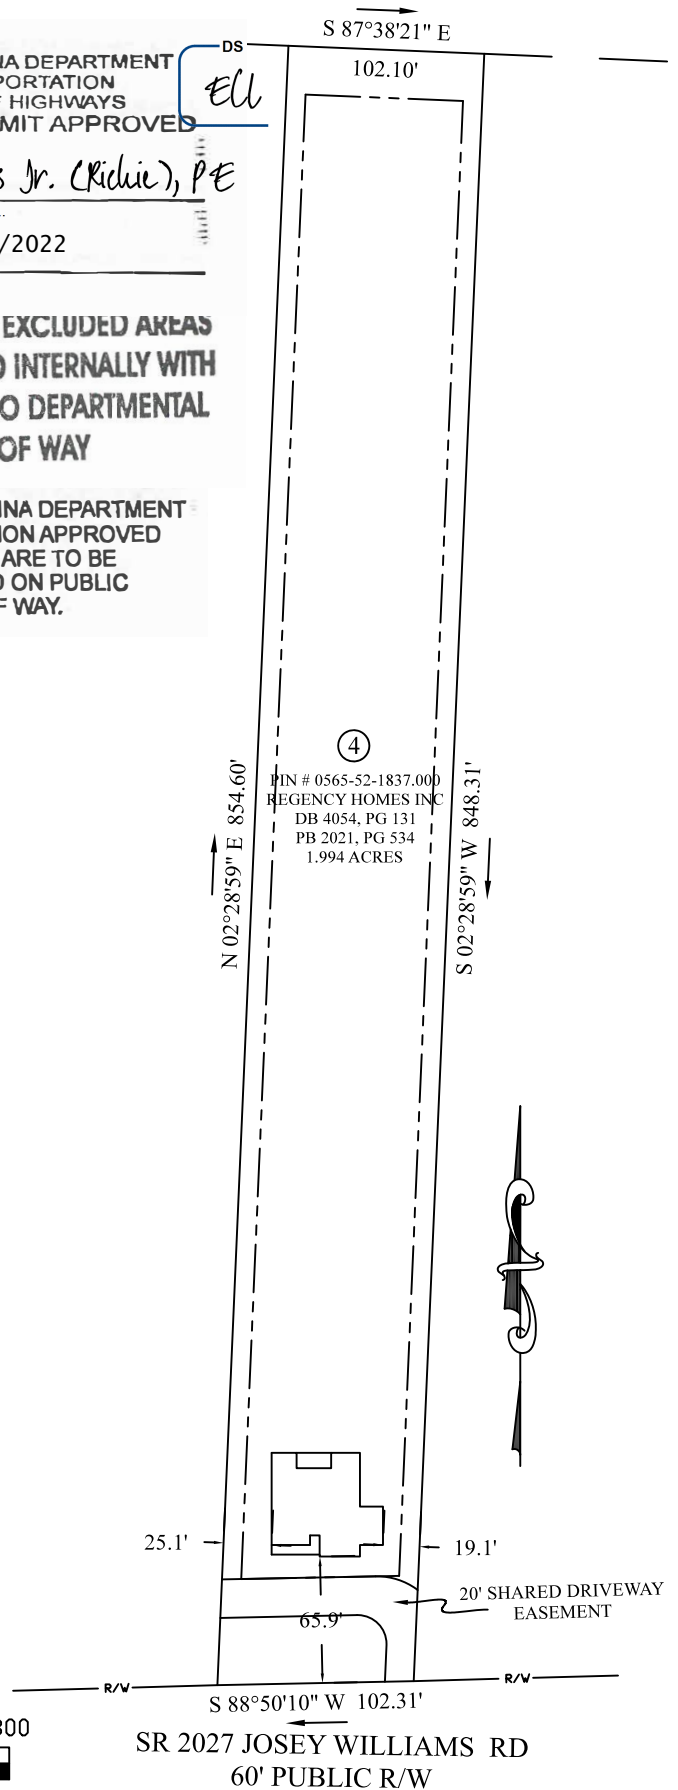 S 87°38'21" E
102.10'
DS
NA DEPARTMENT
PORTATION
F HIGHWAYS
MIT APPROVED
s Jr. (Richie), PE
/2022
EXCLUDED AREAS
D INTERNALLY WITH
O DEPARTMENTAL
OF WAY
INA DEPARTMENT
ION APPROVED
ARE TO BE
D ON PUBLIC
F WAY.
4
PIN # 0565-52-1837.000
REGENCY HOMES INC
DB 4054, PG 131
PB 2021, PG 534
1.994 ACRES
N 02°28'59" E 854.60'
S 02°28'59" W 848.31'
25.1'
19.1'
20' SHARED DRIVEWAY
EASEMENT
65.9'
R/W
R/W
S 88°50'10" W 102.31'
SR 2027 JOSEY WILLIAMS RD
60' PUBLIC R/W
300